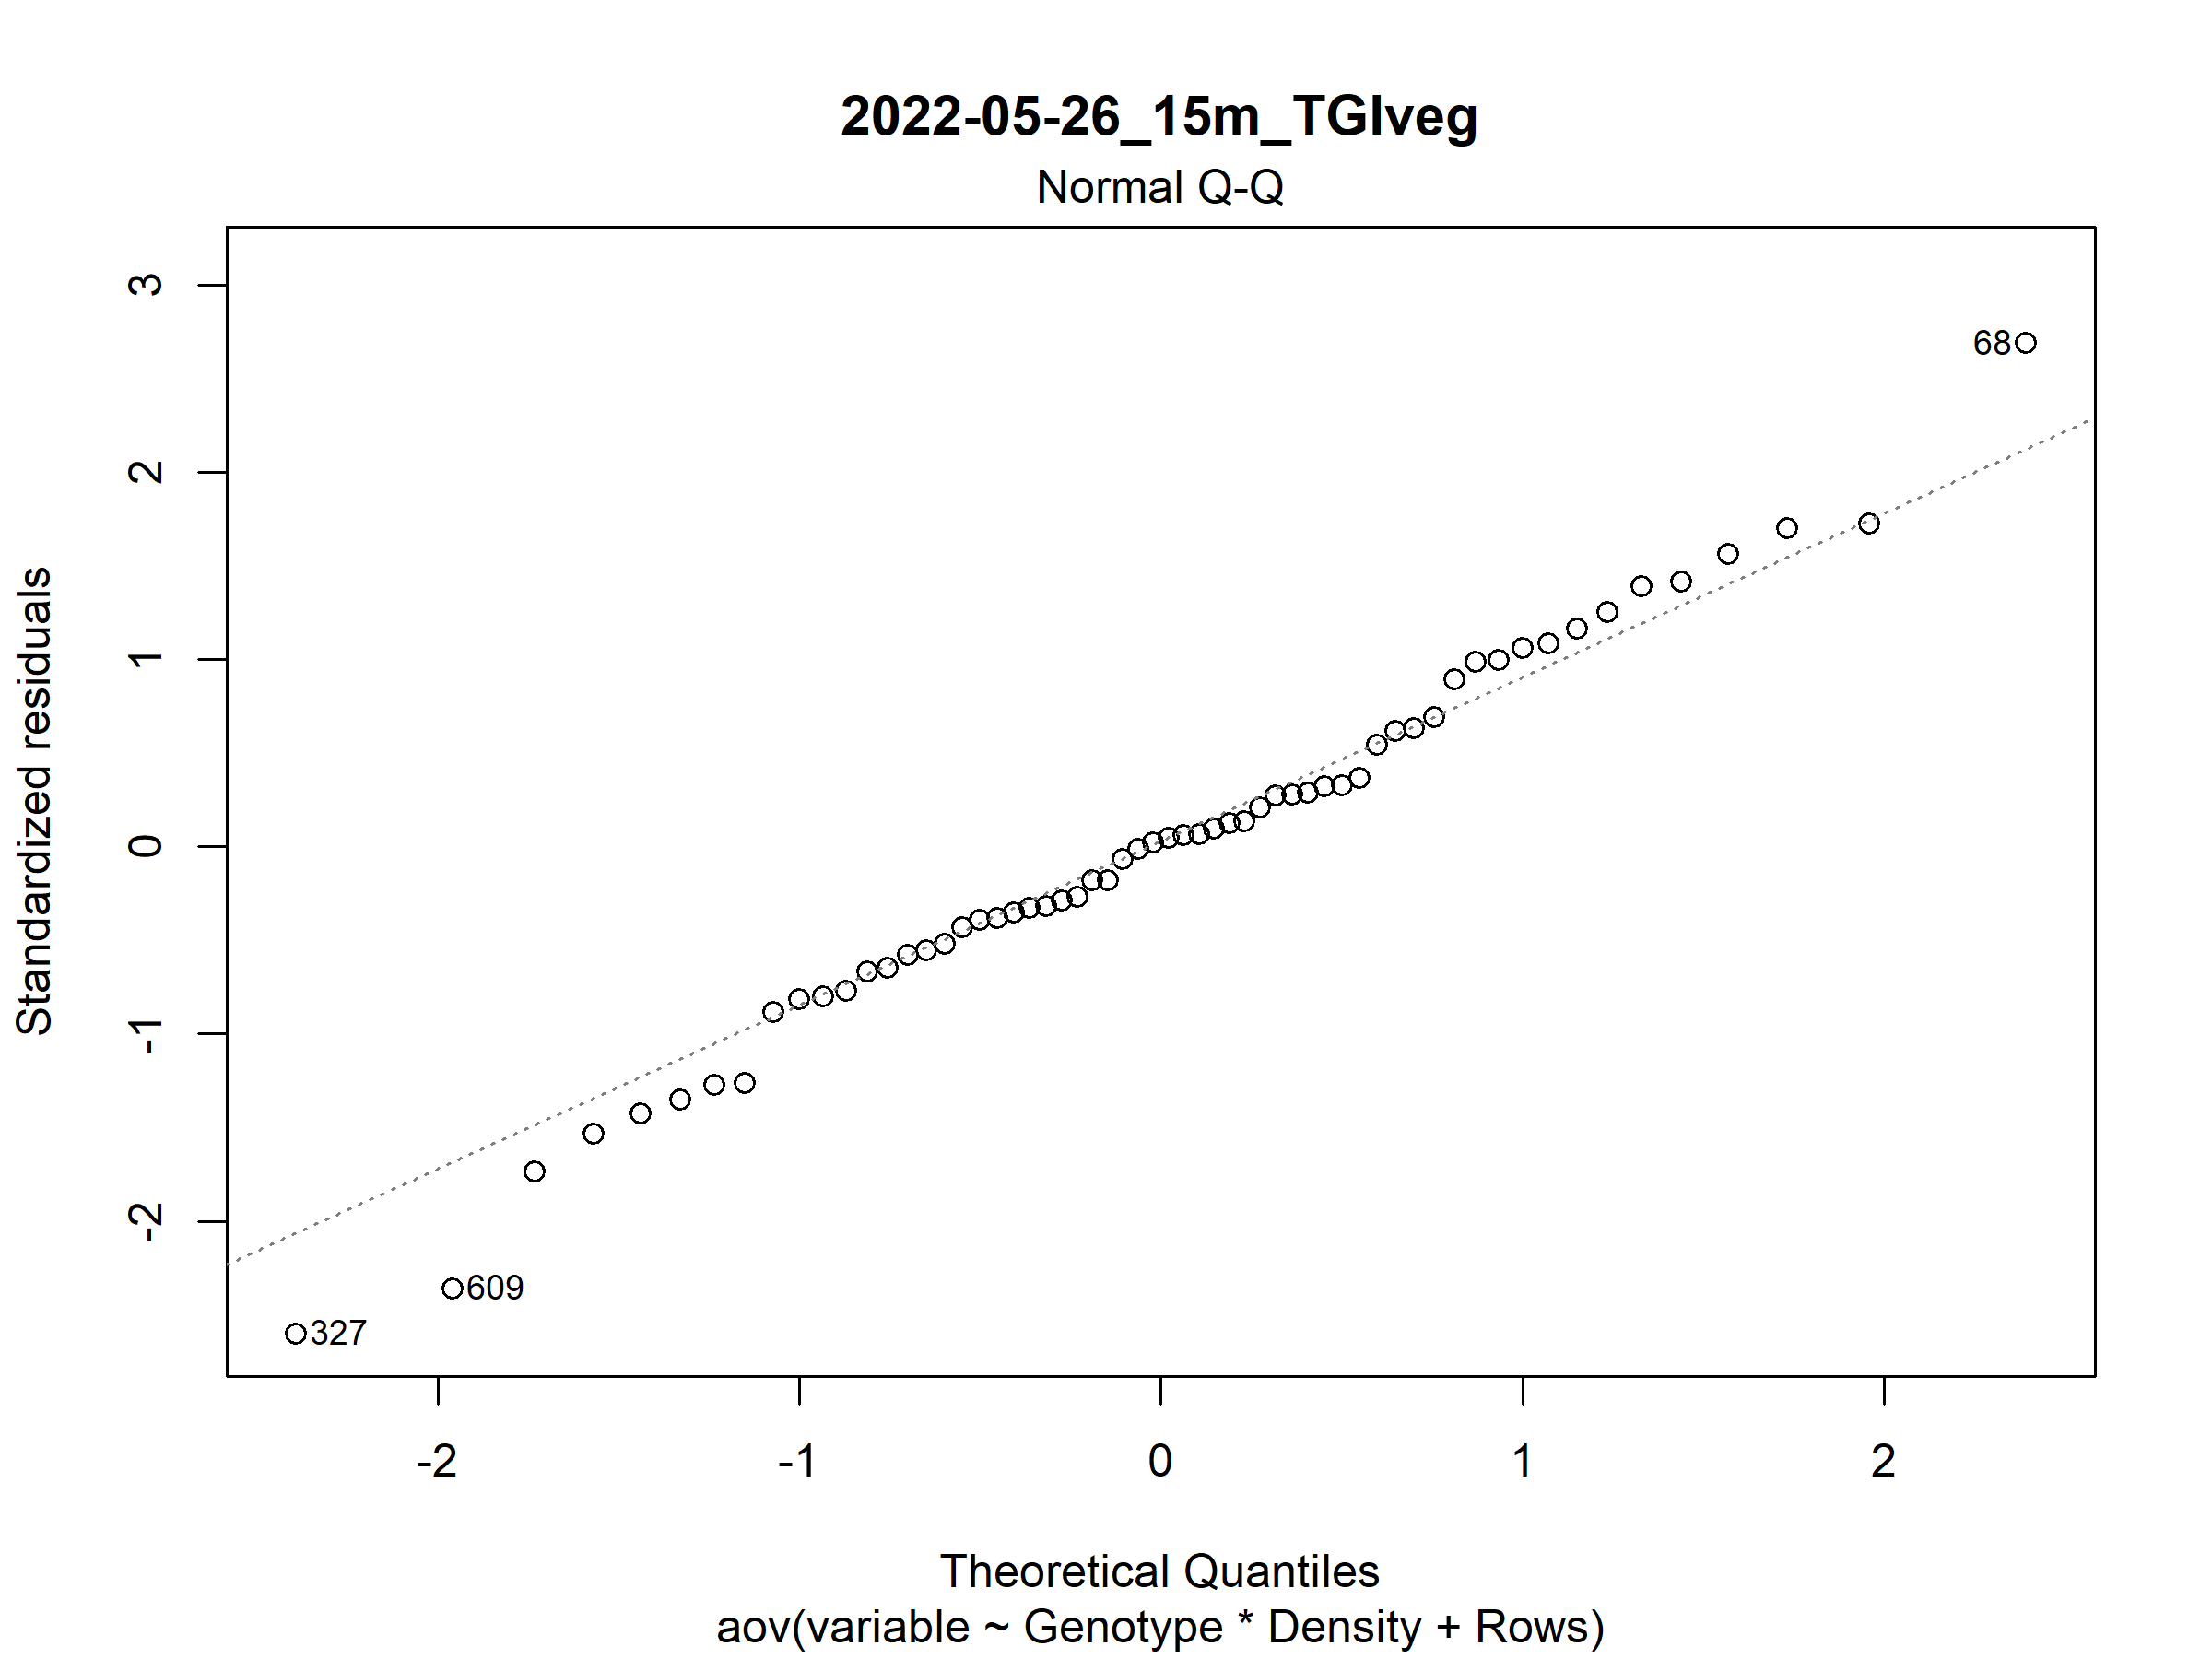 2022-05-26_15m_TGIveg
Normal Q-Q
Standardized residuals
3
2
1
0
-1
-2
68
609
327
-2 -1 0 1 2
Theoretical Quantiles
aov(variable ~ Genotype * Density + Rows)